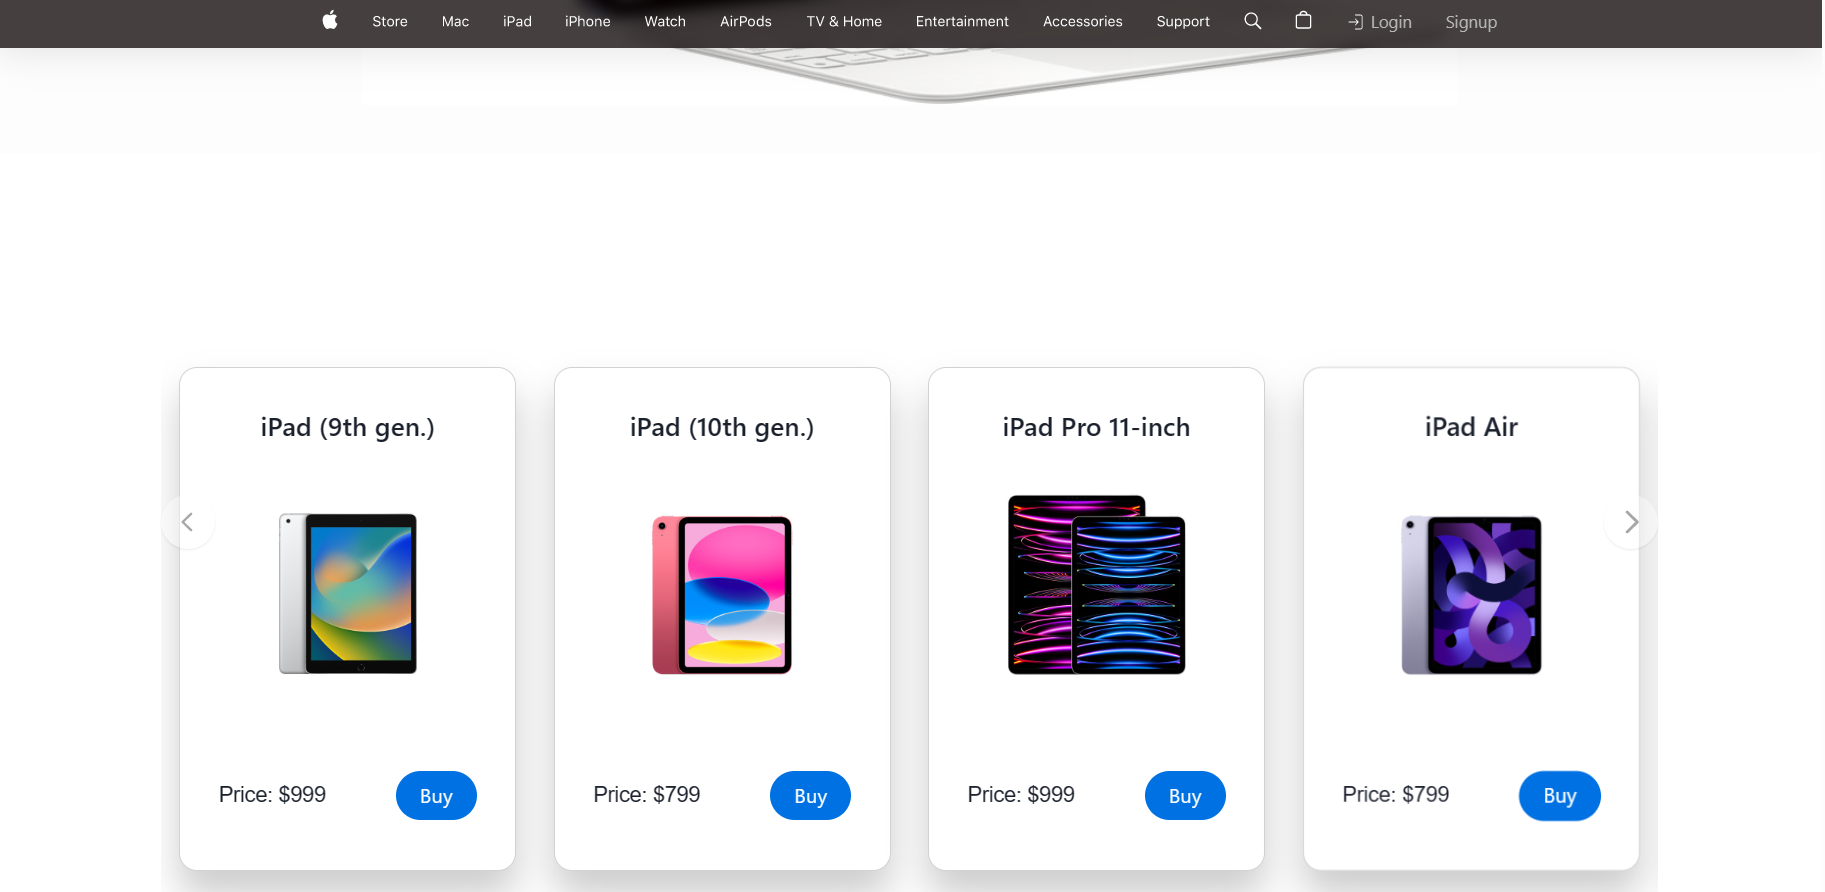 Store Mac iPad iPhone Watch AirPods TV & Home Entertainment Accessories Support Login Signup
iPad (9th gen.)
Price: $999 Buy
iPad (10th gen.)
Price: $799 Buy
iPad Pro 11-inch
Price: $999 Buy
iPad Air
Price: $799 Buy